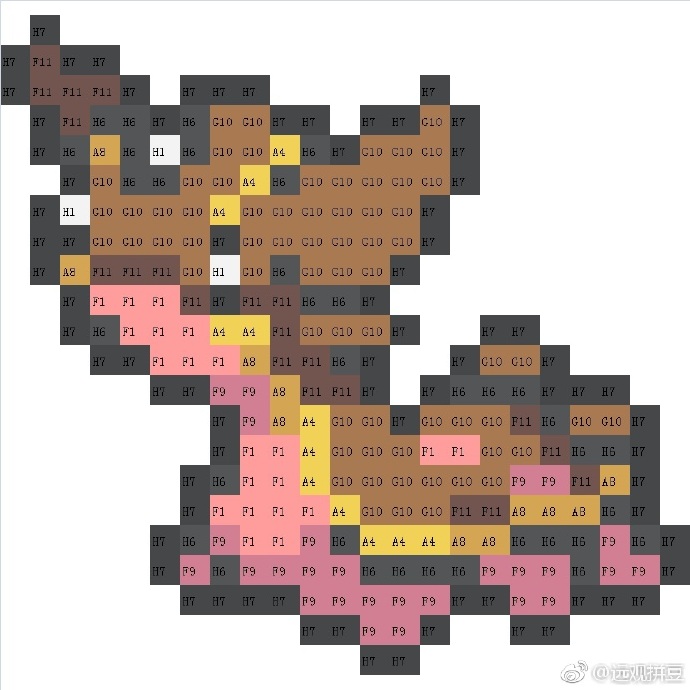 H7
H7 F11 H7 H7
H7 F11 F11 F11 H7 H7 H7 H7 H7
H7 F11 H6 H6 H7 H6 G10 G10 H7 H7 H7 H7 G10 H7
H7 H6 A8 H6 H1 H6 G10 G10 A4 H6 H7 G10 G10 G10 H7
H7 G10 H6 H6 G10 G10 A4 H6 G10 G10 G10 G10 G10 H7
H7 H1 G10 G10 G10 G10 A4 G10 G10 G10 G10 G10 G10 H7
H7 H7 G10 G10 G10 G10 H7 G10 G10 G10 G10 G10 G10 H7
H7 A8 F11 F11 F11 G10 H1 G10 H6 G10 G10 G10 H7
H7 F1 F1 F1 F11 H7 F11 F11 H6 H6 H7
H7 H6 F1 F1 F1 A4 A4 F11 G10 G10 G10 H7 H7 H7
H7 H7 F1 F1 F1 A8 F11 F11 H6 H7 H7 G10 G10 H7
H7 H7 F9 F9 A8 F11 F11 H7 H7 H6 H6 H6 H7 H7 H7
H7 F9 A8 A4 G10 G10 H7 G10 G10 G10 F11 H6 G10 G10 H7
H7 F1 F1 A4 G10 G10 G10 F1 F1 G10 G10 F11 H6 H6 H7
H7 H6 F1 F1 A4 G10 G10 G10 G10 G10 G10 F9 F9 F11 A8 H7
H7 F1 F1 F1 F1 A4 G10 G10 G10 F11 F11 A8 A8 A8 H6 H7
H7 H6 F9 F1 F1 F9 H6 A4 A4 A4 A8 A8 H6 H6 H6 F9 H6 H7
H7 F9 H6 F9 F9 F9 F9 H6 H6 H6 H6 F9 F9 F9 H6 F9 F9 H7
H7 H7 H7 H7 F9 F9 F9 F9 F9 H7 H7 F9 F9 H7 H7 H7
H7 H7 F9 F9 H7 H7 H7
H7 H7
@远观拼豆